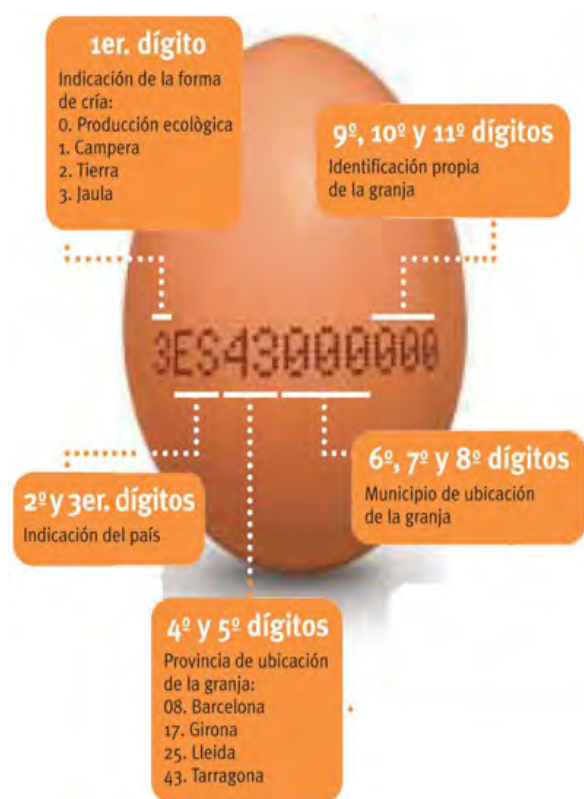 1er. dígito
Indicación de la forma
de cría:
0. Producción ecològica
1. Campera
2. Tierra
3. Jaula
9º, 10º y 11º dígitos
Identificación propia
de la granja
3ES43000000
2º y 3er. dígitos
Indicación del país
6º, 7º y 8º dígitos
Municipio de ubicación
de la granja
4º y 5º dígitos
Provincia de ubicación
de la granja:
08. Barcelona
17. Girona
25. Lleida
43. Tarragona